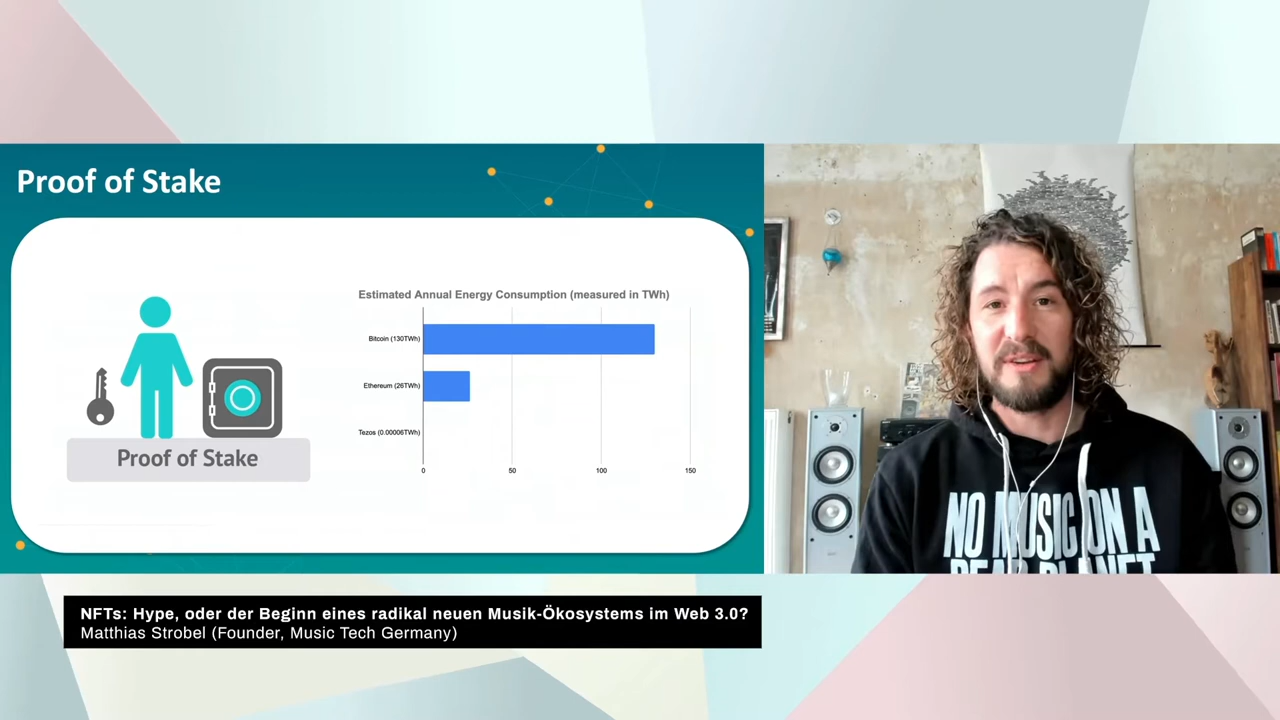 Proof of Stake
Estimated Annual Energy Consumption (measured in TWh)
Bitcoin (130TWh)
Ethereum (26TWh)
Tezos (0.00006TWh)
0
50
100
150
Proof of Stake
NO MUSIC ON A
DEAD PLANET
NFTs: Hype, oder der Beginn eines radikal neuen Musik-Ökosystems im Web 3.0?
Matthias Strobel (Founder, Music Tech Germany)